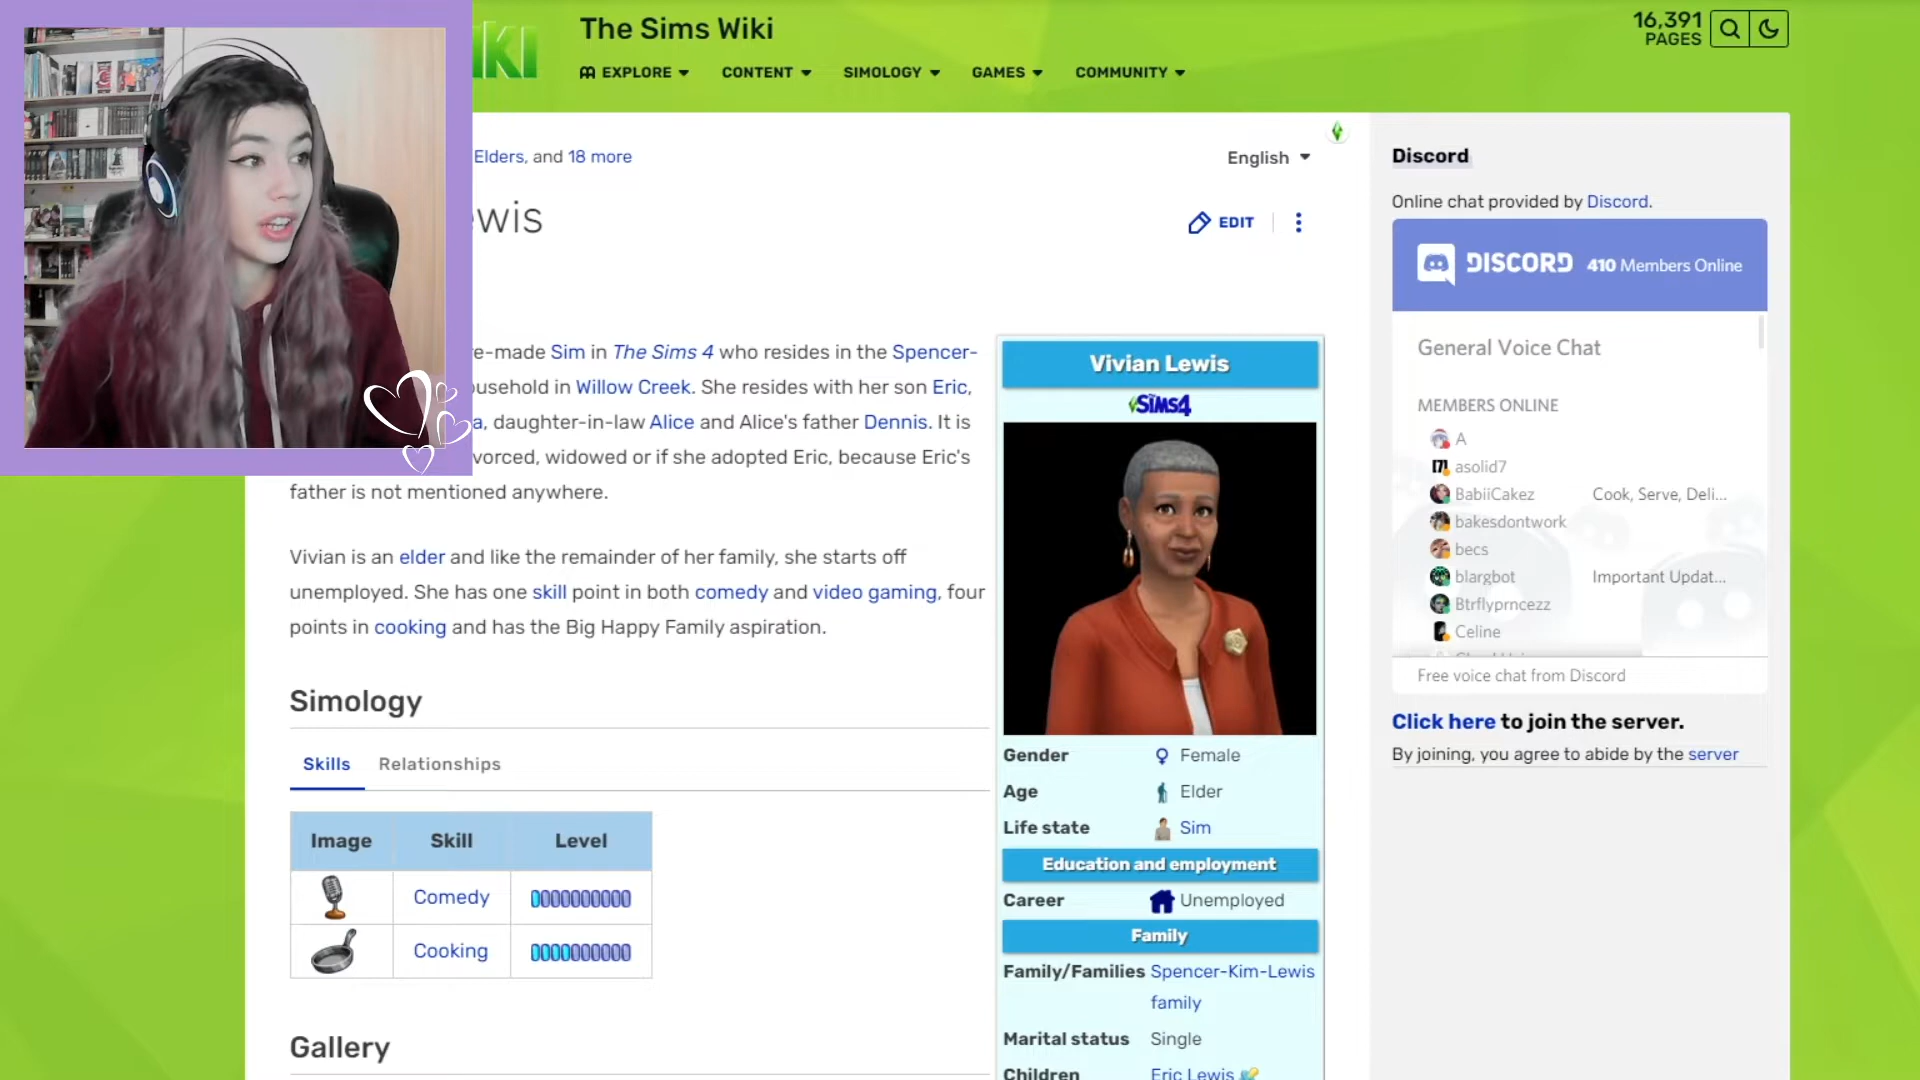 The Sims Wiki
16,391
PAGES
EXPLORE
CONTENT
SIMOLOGY
GAMES
COMMUNITY
Elders, and 18 more
English
EDIT
father is not mentioned anywhere.
e-made Sim in The Sims 4 who resides in the Spencer-
usehold in Willow Creek. She resides with her son Eric,
a, daughter-in-law Alice and Alice's father Dennis. It is
vorced, widowed or if she adopted Eric, because Eric's
Vivian is an elder and like the remainder of her family, she starts off
unemployed. She has one skill point in both comedy and video gaming, four
points in cooking and has the Big Happy Family aspiration.
Simology
Skills
Relationships
Image Skill Level
Comedy
Cooking
Gallery
Vivian Lewis
The SIMS 4
Gender Female
Age Elder
Life state Sim
Education and employment
Career Unemployed
Family
Family/Families Spencer-Kim-Lewis
family
Marital status Single
Children Eric Lewis
Discord
Online chat provided by Discord.
DISCORD 410 Members Online
General Voice Chat
MEMBERS ONLINE
A
asolid7
BabiiCakez Cook, Serve, Deli...
bakesdontwork
becs
blargbot Important Updat...
Btrflyprncezz
Celine
Free voice chat from Discord
Click here to join the server.
By joining, you agree to abide by the server